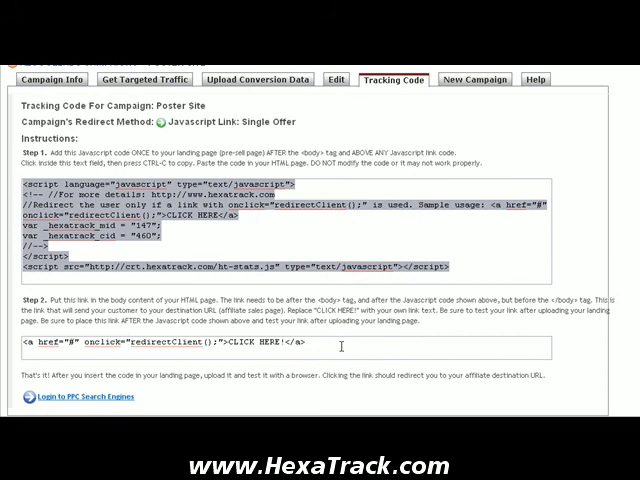 Campaign Info Get Targeted Traffic Upload Conversion Data Edit Tracking Code New Campaign Help
Tracking Code For Campaign: Poster Site
Campaign's Redirect Method: Javascript Link: Single Offer
Instructions:
Step 1. Add this Javascript code ONCE to your landing page (pre-sell page) AFTER the <body> tag and ABOVE ANY Javascript link code.
Click inside this text field, then press CTRL-C to copy. Paste the code in your HTML page. DO NOT modify the code or it may not work properly.
<script language="javascript" type="text/javascript">
<!-- //For more details: http://www.hexatrack.com
//Redirect the user only if a link with onclick="redirectClient();" is used. Sample usage: <a href="#"
onclick="redirectClient();">CLICK HERE</a>
var _hexatrack_mid = "147";
var _hexatrack_cid = "460";
//-->
</script>
<script src="http://crt.hexatrack.com/ht-stats.js" type="text/javascript"></script>
Step 2. Put this link in the body content of your HTML page. The link needs to be after the <body> tag, and after the Javascript code shown above, but before the </body> tag. This is
the link that will send your customer to your destination URL (affiliate sales page). Replace "CLICK HERE!" with your own link text. Be sure to test your link after uploading your landing
page. Be sure to place this link AFTER the Javascript code shown above and test your link after uploading your landing page.
<a href="#" onclick="redirectClient();">CLICK HERE!</a>
That's it! After you insert the code in your landing page, upload it and test it with a browser. Clicking the link should redirect you to your affiliate destination URL.
Login to PPC Search Engines
www.HexaTrack.com